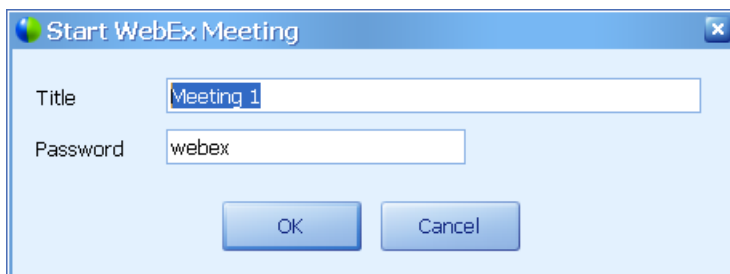 Start WebEx Meeting
Title Meeting 1
Password webex
OK Cancel